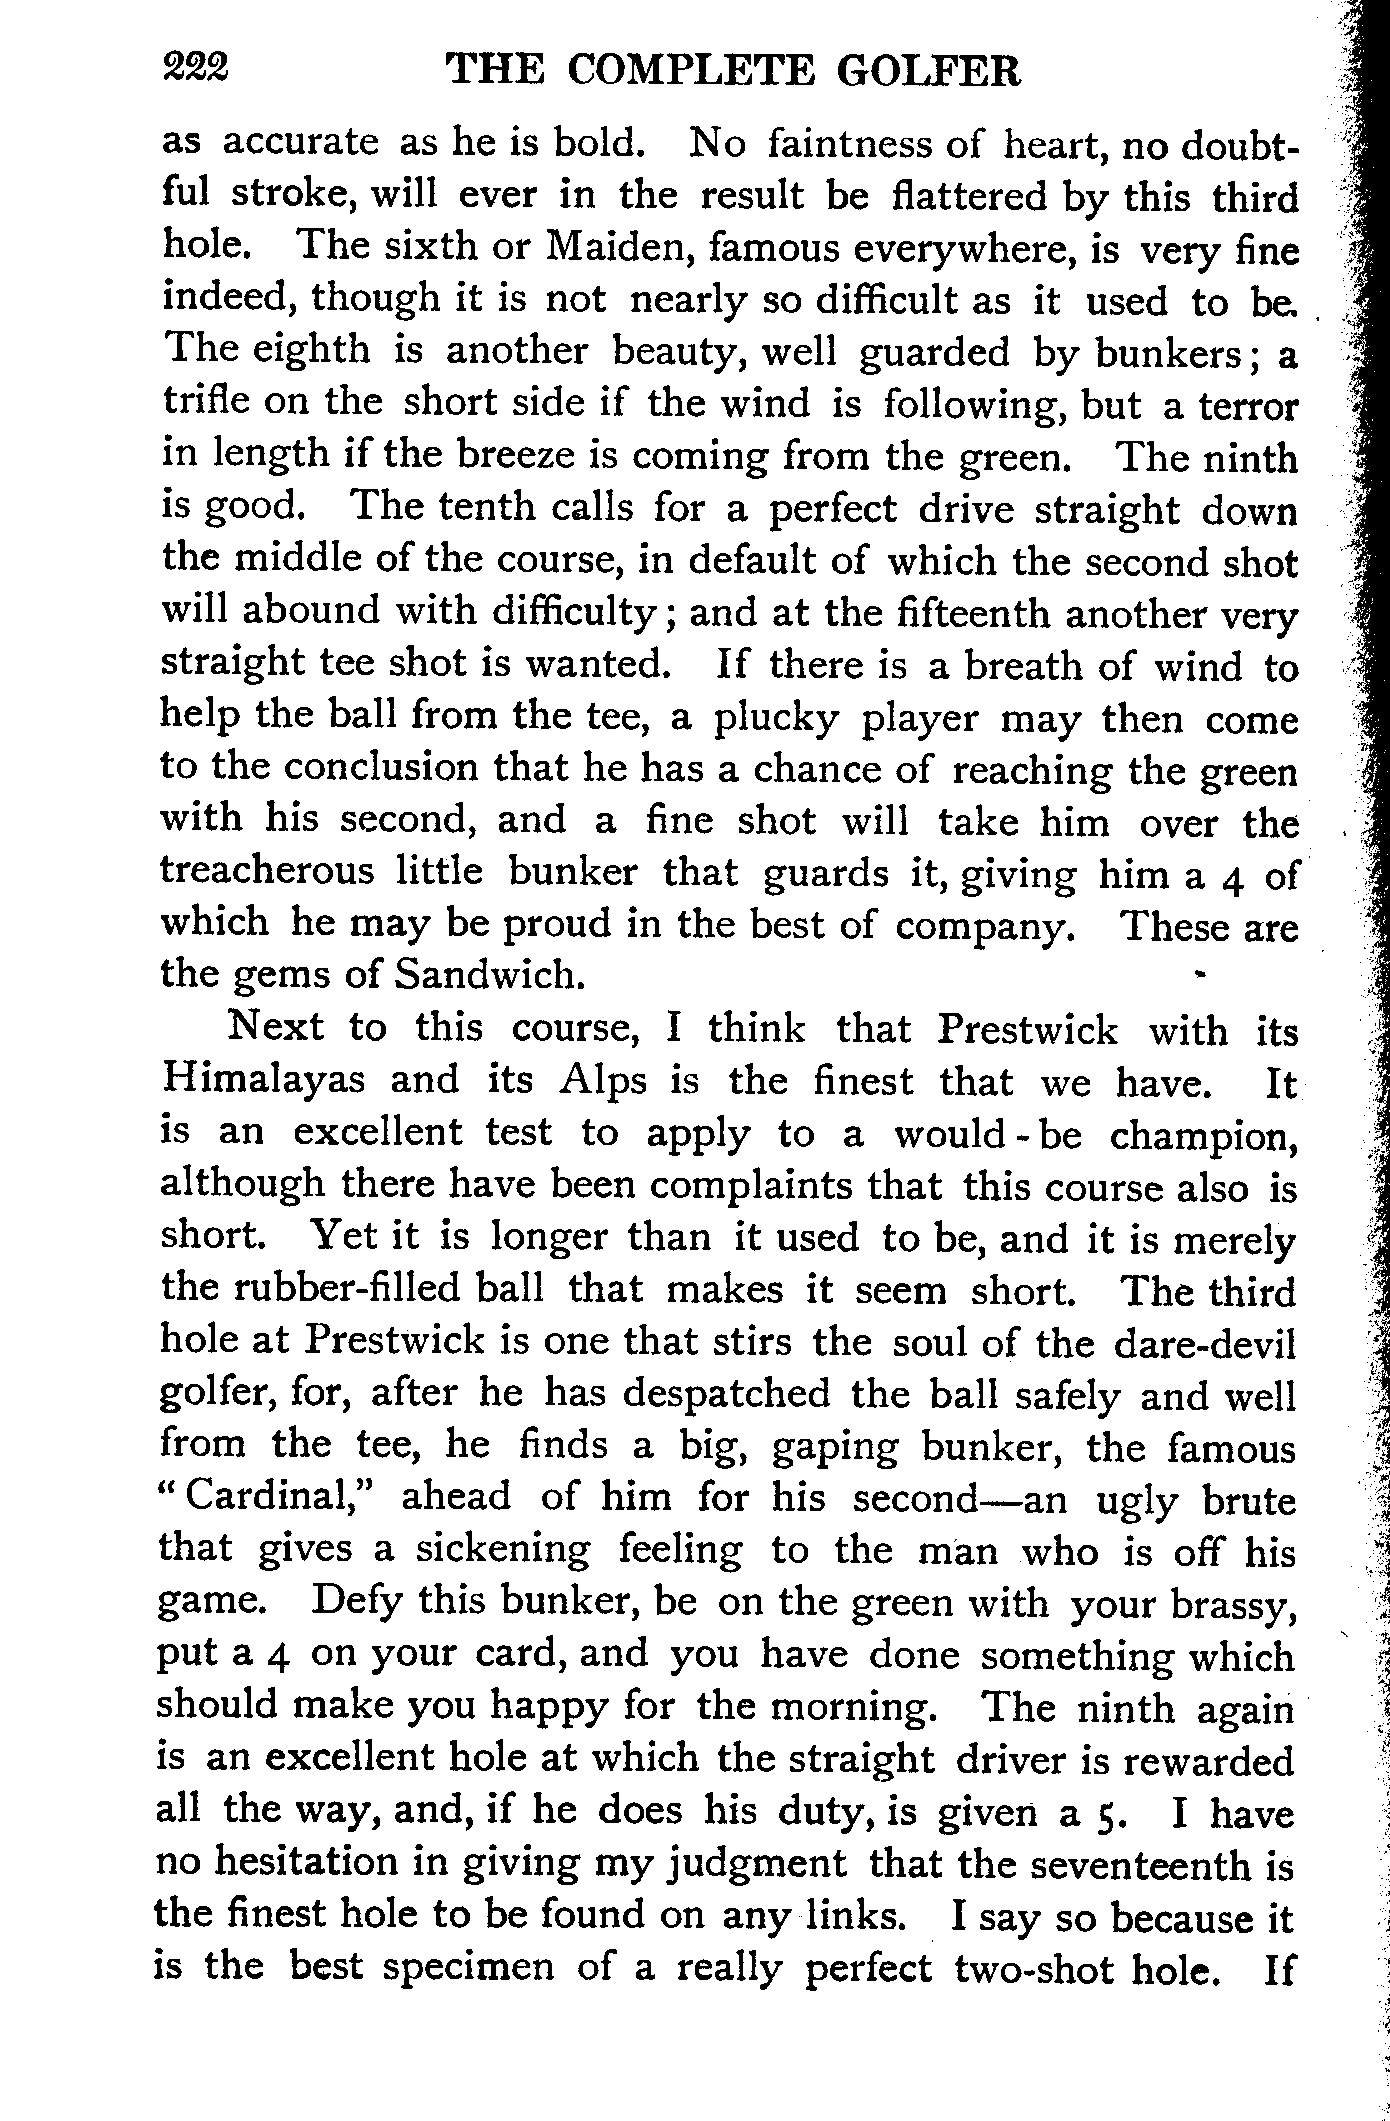 222 THE COMPLETE GOLFER
as accurate as he is bold. No faintness of heart, no doubt-
ful stroke, will ever in the result be flattered by this third
hole. The sixth or Maiden, famous everywhere, is very fine
indeed, though it is not nearly so difficult as it used to be.
The eighth is another beauty, well guarded by bunkers; a
trifle on the short side if the wind is following, but a terror
in length if the breeze is coming from the green. The ninth
is good. The tenth calls for a perfect drive straight down
the middle of the course, in default of which the second shot
will abound with difficulty; and at the fifteenth another very
straight tee shot is wanted. If there is a breath of wind to
help the ball from the tee, a plucky player may then come
to the conclusion that he has a chance of reaching the green
with his second, and a fine shot will take him over the
treacherous little bunker that guards it, giving him a 4 of
which he may be proud in the best of company. These are
the gems of Sandwich.
Next to this course, I think that Prestwick with its
Himalayas and its Alps is the finest that we have. It
is an excellent test to apply to a would-be champion,
although there have been complaints that this course also is
short. Yet it is longer than it used to be, and it is merely
the rubber-filled ball that makes it seem short. The third
hole at Prestwick is one that stirs the soul of the dare-devil
golfer, for, after he has despatched the ball safely and well
from the tee, he finds a big, gaping bunker, the famous
"Cardinal," ahead of him for his second—an ugly brute
that gives a sickening feeling to the man who is off his
game. Defy this bunker, be on the green with your brassy,
put a 4 on your card, and you have done something which
should make you happy for the morning. The ninth again
is an excellent hole at which the straight driver is rewarded
all the way, and, if he does his duty, is given a 5. I have
no hesitation in giving my judgment that the seventeenth is
the finest hole to be found on any links. I say so because it
is the best specimen of a really perfect two-shot hole. If